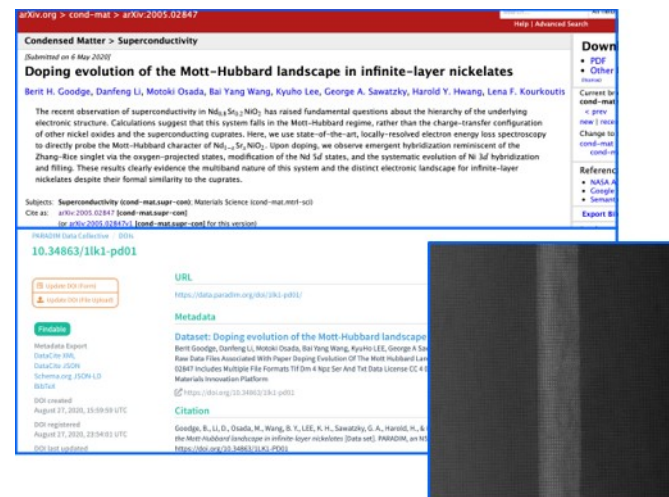 arXiv.org > cond-mat > arXiv:2005.02847
Help | Advanced Search
Condensed Matter > Superconductivity
[Submitted on 6 May 2020]
Doping evolution of the Mott-Hubbard landscape in infinite-layer nickelates
Berit H. Goodge, Danfeng Li, Motoki Osada, Bai Yang Wang, Kyuho Lee, George A. Sawatzky, Harold Y. Hwang, Lena F. Kourkoutis
The recent observation of superconductivity in Nd0.8Sr0.2NiO2 has raised fundamental questions about the hierarchy of the underlying
electronic structure. Calculations suggest that this system falls in the Mott-Hubbard regime, rather than the charge-transfer configuration
of other nickel oxides and the superconducting cuprates. Here, we use state-of-the-art, locally-resolved electron energy loss spectroscopy
to directly probe the Mott-Hubbard character of Nd1−xSrxNiO2. Upon doping, we observe emergent hybridization reminiscent of the
Zhang-Rice singlet via the oxygen-projected states, modification of the Nd 5d states, and the systematic evolution of Ni 3d hybridization
and filling. These results clearly evidence the multiband nature of this system and the distinct electronic landscape for infinite-layer
nickelates despite their formal similarity to the cuprates.
Subjects: Superconductivity (cond-mat.supr-con); Materials Science (cond-mat.mtrl-sci)
Cite as: arXiv:2005.02847 [cond-mat.supr-con]
(or arXiv:2005.02847v1 [cond-mat.supr-con] for this version)
Down
• PDF
• Other
Current br
cond-mat
< prev
new | rece
Change to
cond-mat
cond-m
Referenc
• NASA A
• Google
• Semant
Export Bi
PARADIM Data Collective / DOIs
10.34863/1lk1-pd01
Update DOI (Form)
Update DOI (File Upload)
Findable
Metadata Export
DataCite XML
DataCite JSON
Schema.org JSON-LD
BibTeX
DOI created
August 27, 2020, 15:59:59 UTC
DOI registered
August 27, 2020, 23:54:01 UTC
DOI last updated
URL
https://data.paradim.org/doi/1lk1-pd01/
Metadata
Dataset: Doping evolution of the Mott-Hubbard landscape
Berit Goodge, Danfeng Li, Motoki Osada, Bai Yang Wang, KyuHo LEE, George A Sa
Raw Data Files Associated With Paper Doping Evolution Of The Mott Hubbard Lan
02847 Includes Multiple File Formats Tif Dm 4 Npz Ser And Txt Data License CC 4 0
Materials Innovation Platform
https://doi.org/10.34863/1lk1-pd01
Citation
Goodge, B., Li, D., Osada, M., Wang, B. Y., LEE, K. H., Sawatzky, G. A., Harold, H., &
the Mott-Hubbard landscape in infinite-layer nickelates [Data set]. PARADIM, an NS
https://doi.org/10.34863/1LK1-PD01